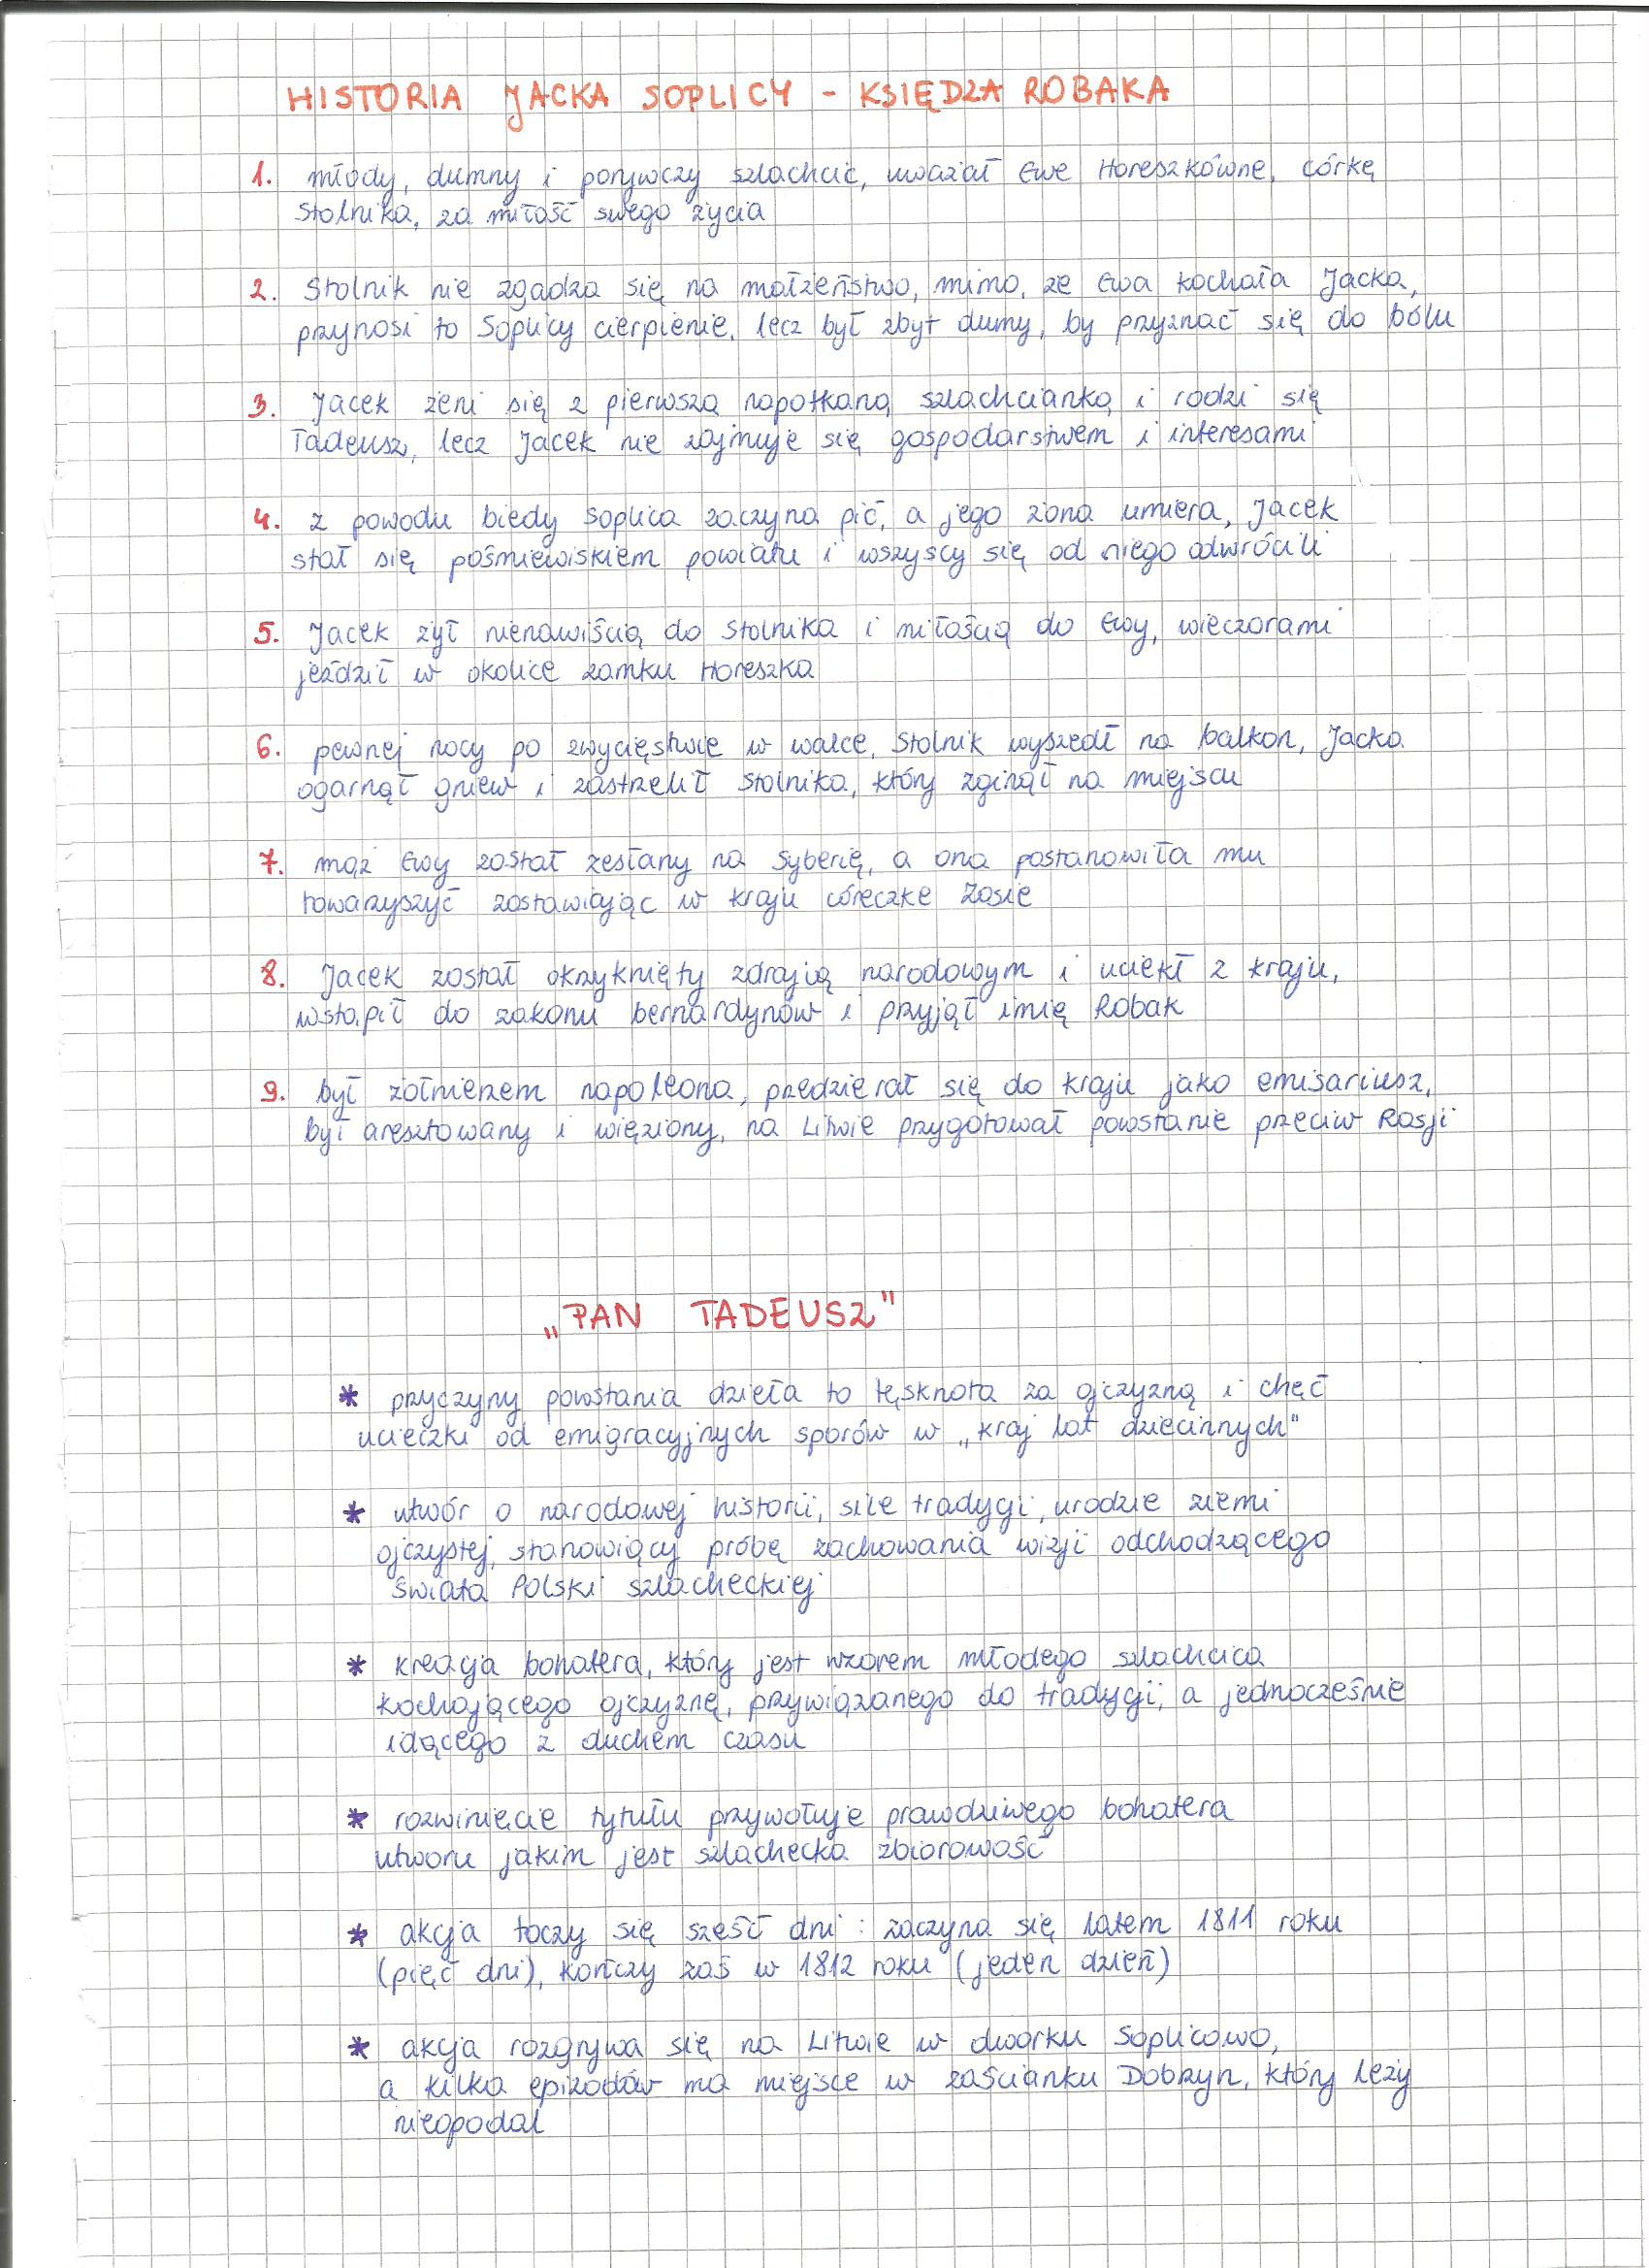 HISTORIA JACKA SOPLICY - KSIĘDZA ROBAKA
1. młody, dumny i porywczy szlachcic, uważał Ewę Horeszkównę, córkę
Stolnika, za miłość swego życia
2. Stolnik nie zgadza się na małżeństwo, mimo, że Ewa kochała Jacka,
przynosi to Soplicy cierpienie, lecz był zbyt dumy, by przyznać się do bólu
3. Jacek żeni się z pierwszą napotkaną szlachcianką i rodzi się
Tadeusz, lecz Jacek nie zajmuje się gospodarstwem i interesami
4. z powodu biedy Soplica zaczyna pić, a jego żona umiera, Jacek
stał się pośmiewiskiem powiatu i wszyscy się od niego odwrócili
5. Jacek żył nienawiścią do Stolnika i miłością do Ewy, wieczorami
jeździł w okolice zamku Horeszka
6. pewnej nocy po zwycięstwie w walce, Stolnik wyszedł na balkon, Jacka
ogarnął gniew i zastrzelił Stolnika, który zginął na miejscu
7. mąż Ewy został zesłany na Syberię, a ona postanowiła mu
towarzyszyć zostawiając w kraju córeczkę Zosię
8. Jacek został okrzyknięty zdrajcą narodowym i uciekł z kraju,
wstąpił do zakonu bernardynów i przyjął imię Robak
9. był żołnierzem napoleona, przedzierał się do kraju jako emisariusz,
był aresztowany i więziony, na Litwie przygotował powstanie przeciw Rosji
„PAN TADEUSZ"
* przyczyny powstania dzieła to tęsknota za ojczyzną i chęć
ucieczki od emigracyjnych sporów w „kraj lat dziecinnych"
* utwór o narodowej historii, sile tradycji, urodzie ziemi
ojczystej, stanowiący próbę zachowania wizji odchodzącego
świata Polski szlacheckiej
* kreacja bohatera, który jest wzorem młodego szlachcica
kochającego ojczyznę, przywiązanego do tradycji, a jednocześnie
idącego z duchem czasu
* rozwinięcie tytułu przywołuje prawdziwego bohatera
utworu jakim jest szlachecka zbiorowość
* akcja toczy się sześć dni: zaczyna się latem 1811 roku
(pięć dni), kończy zaś w 1812 roku (jeden dzień)
* akcja rozgrywa się na Litwie w dworku Soplicowo,
a kilka epizodów ma miejsce w zaścianku Dobrzyn, który leży
nieopodal